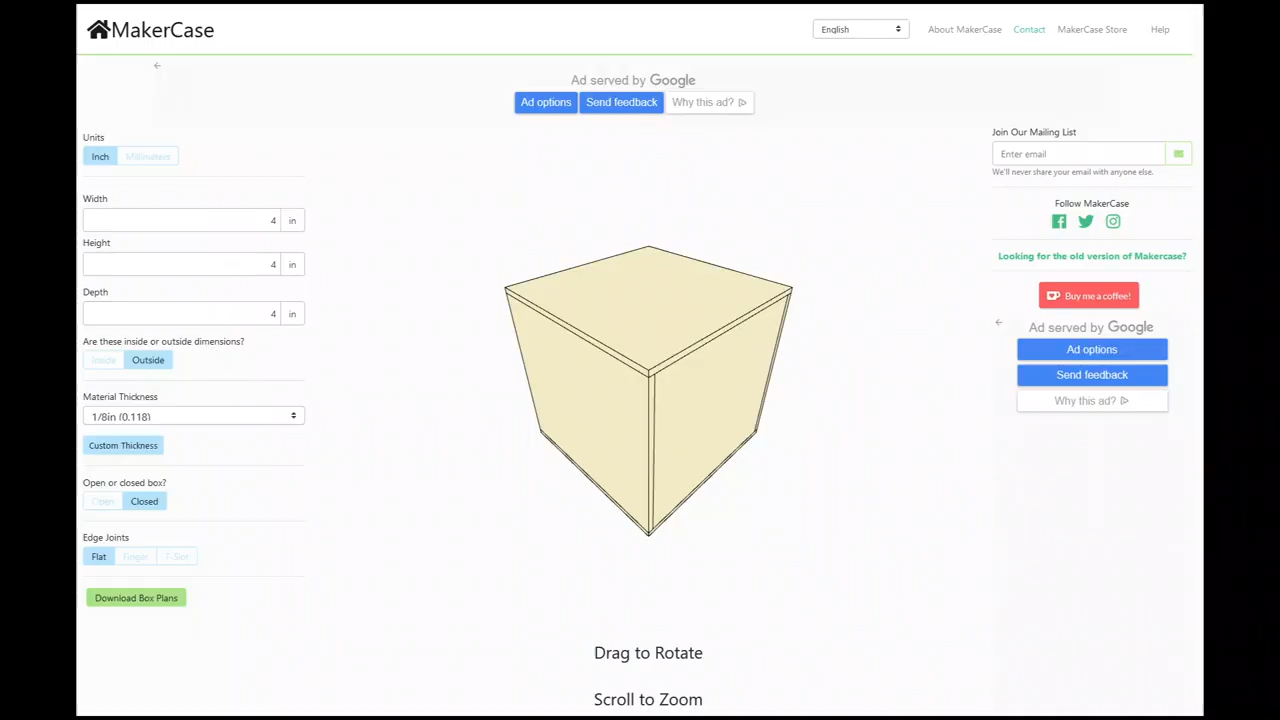 MakerCase
English
About MakerCase
Contact
MakerCase Store
Help
Ad served by Google
Ad options
Send feedback
Why this ad?
Units
Inch
Millimeters
Width
4
in
Height
4
in
Depth
4
in
Are these inside or outside dimensions?
Inside
Outside
Material Thickness
1/8in (0.118)
Custom Thickness
Open or closed box?
Open
Closed
Edge Joints
Flat
Finger
T-Slot
Download Box Plans
Drag to Rotate
Scroll to Zoom
Join Our Mailing List
Enter email
We'll never share your email with anyone else.
Follow MakerCase
Looking for the old version of Makercase?
Buy me a coffee!
Ad served by Google
Ad options
Send feedback
Why this ad?